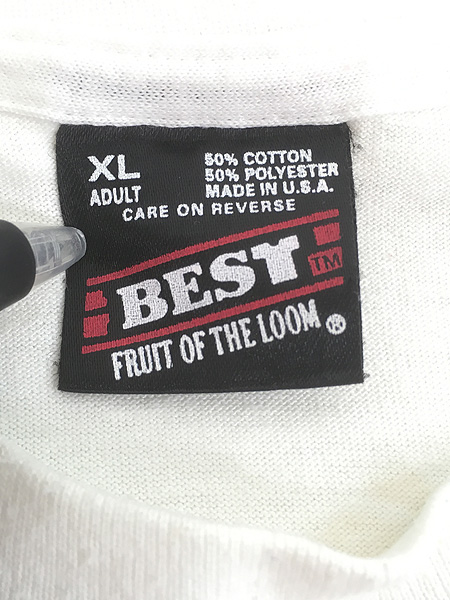 XL
ADULT
50% COTTON
50% POLYESTER
MADE IN U.S.A.
CARE ON REVERSE
BEST TM
FRUIT OF THE LOOM ®